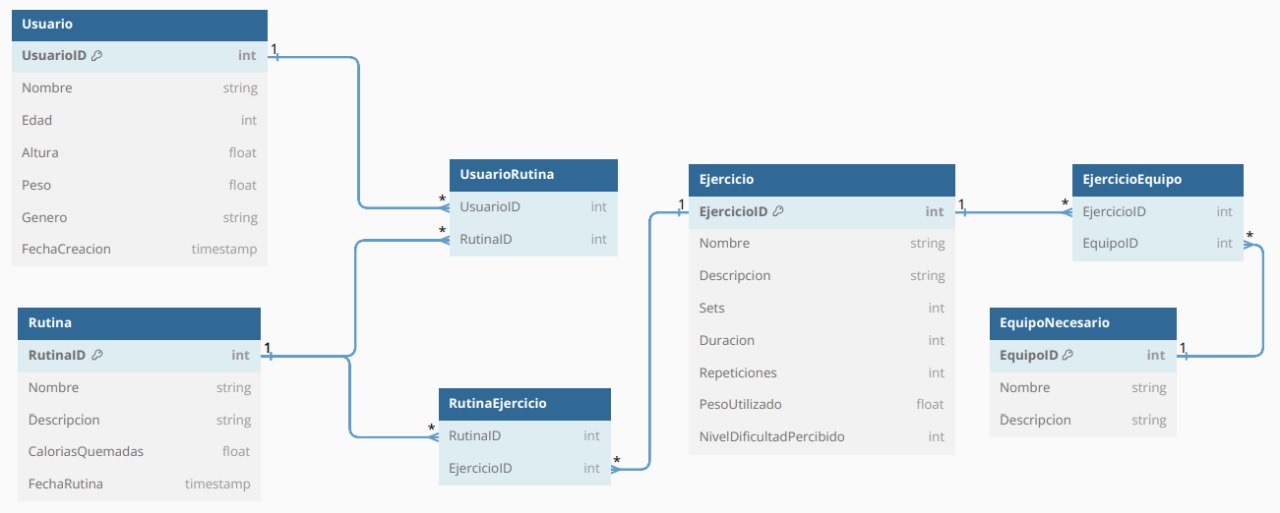 Usuario
UsuarioID int
Nombre string
Edad int
Altura float
Peso float
Genero string
FechaCreacion timestamp
1
*
*
UsuarioRutina
UsuarioID int
RutinaID int
Rutina
RutinaID int
Nombre string
Descripcion string
CaloriasQuemadas float
FechaRutina timestamp
1
*
*
RutinaEjercicio
RutinaID int
EjercicioID int
1
1
Ejercicio
EjercicioID int
Nombre string
Descripcion string
Sets int
Duracion int
Repeticiones int
PesoUtilizado float
NivelDificultadPercibido int
*
*
EjercicioEquipo
EjercicioID int
EquipoID int
EquipoNecesario
EquipoID int
Nombre string
Descripcion string
1